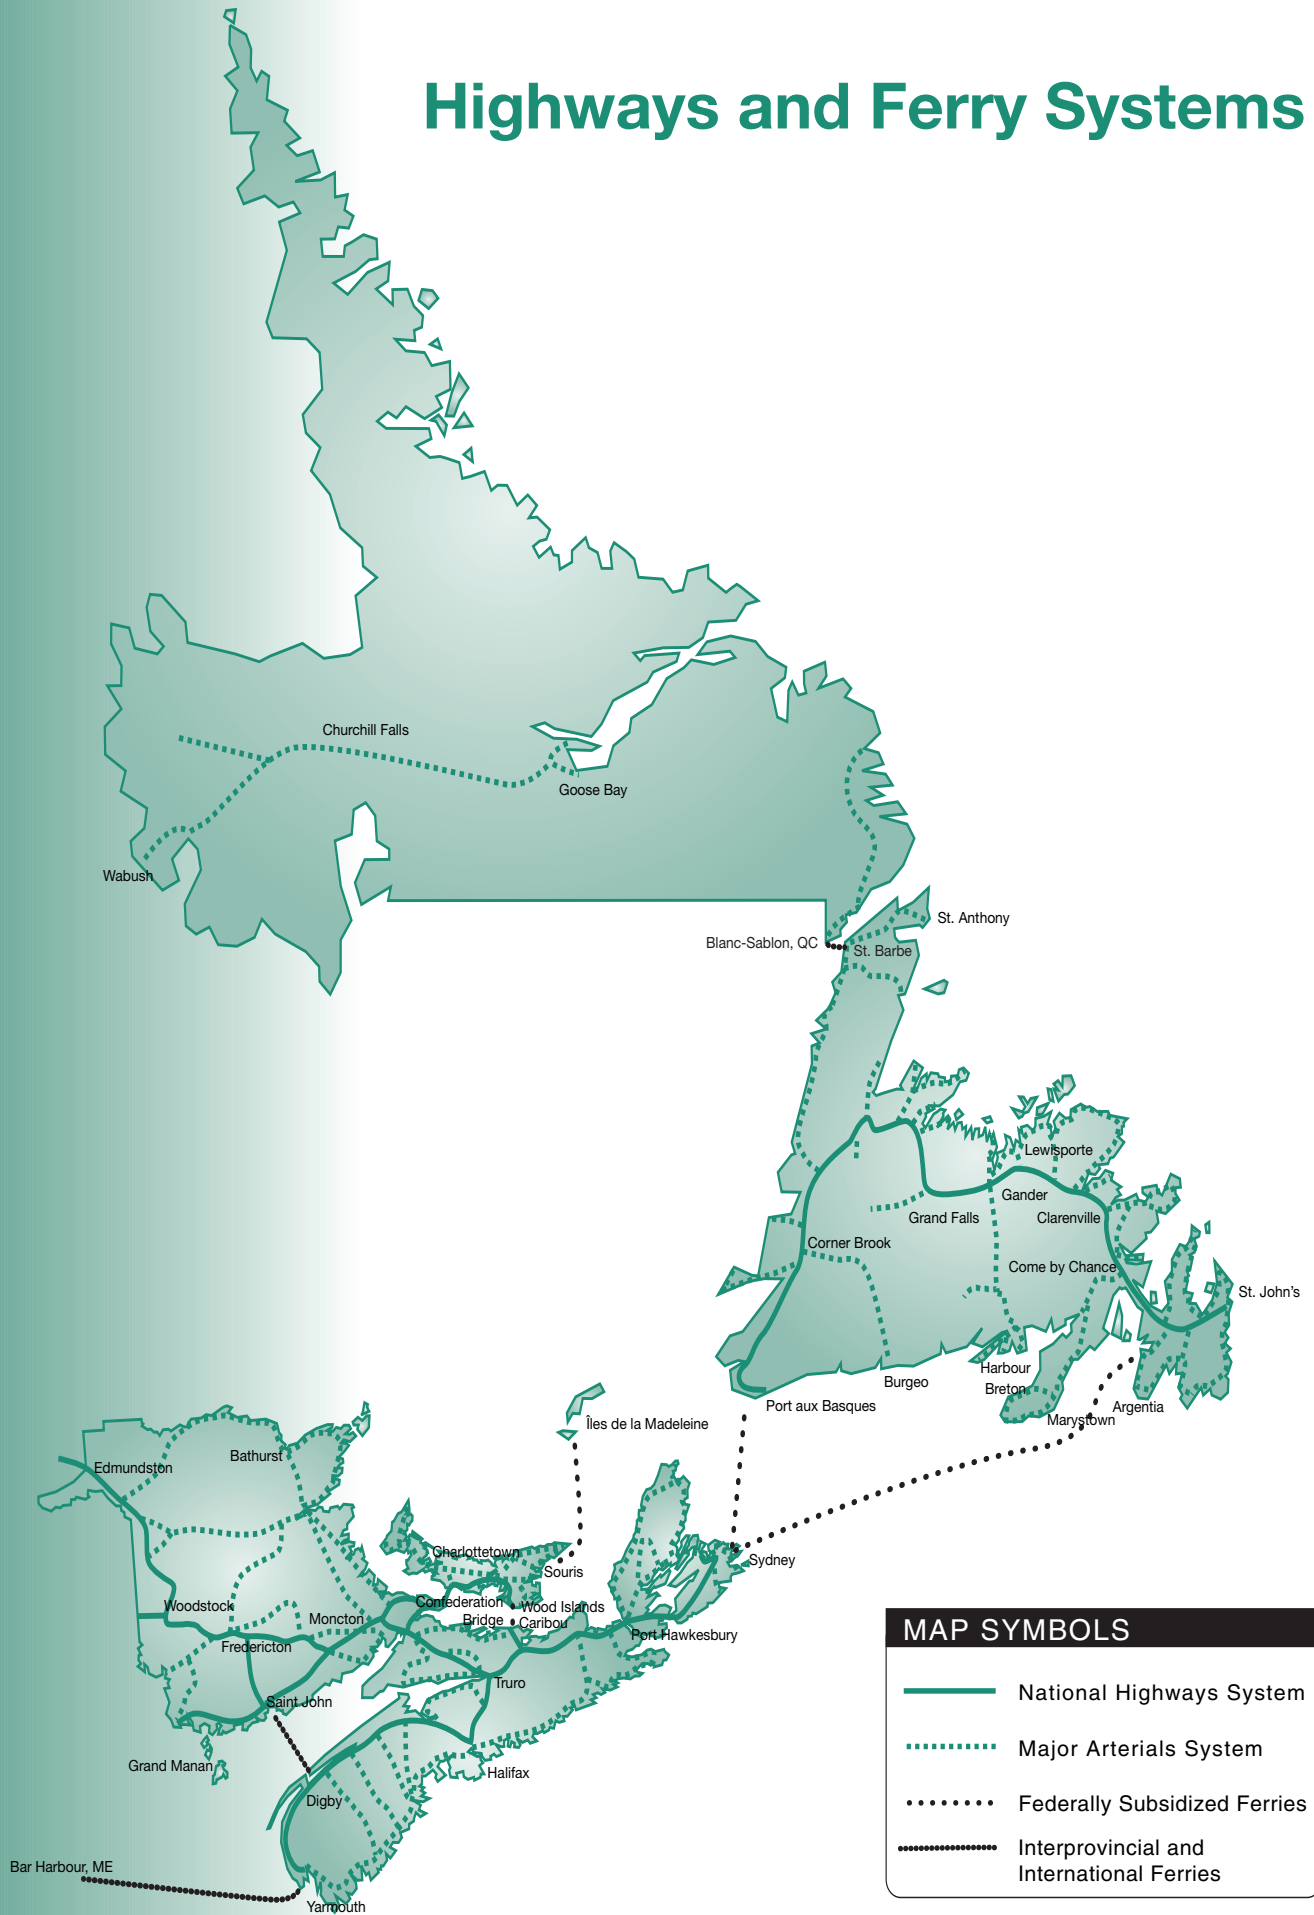 Highways and Ferry Systems
Churchill Falls
Goose Bay
Wabush
St. Anthony
Blanc-Sablon, QC
St. Barbe
Lewisporte
Gander
Grand Falls
Clarenville
Corner Brook
Come by Chance
St. John's
Harbour
Breton
Burgeo
Port aux Basques
Argentia
Marystown
Îles de la Madeleine
Bathurst
Edmundston
Charlottetown
Sydney
Souris
Confederation
Bridge
Wood Islands
Caribou
Woodstock
Moncton
Port Hawkesbury
Fredericton
Truro
Saint John
Grand Manan
Halifax
Digby
Bar Harbour, ME
Yarmouth
MAP SYMBOLS
National Highways System
Major Arterials System
Federally Subsidized Ferries
Interprovincial and
International Ferries